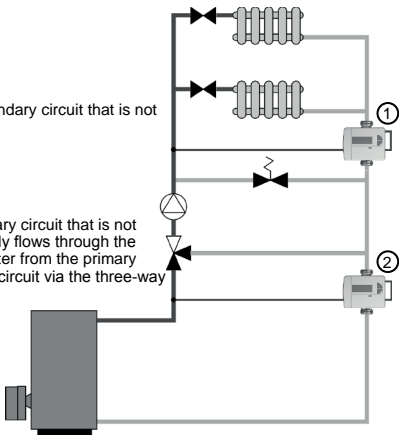 ndary circuit that is not
1
ary circuit that is not
ly flows through the
ter from the primary
circuit via the three-way
2